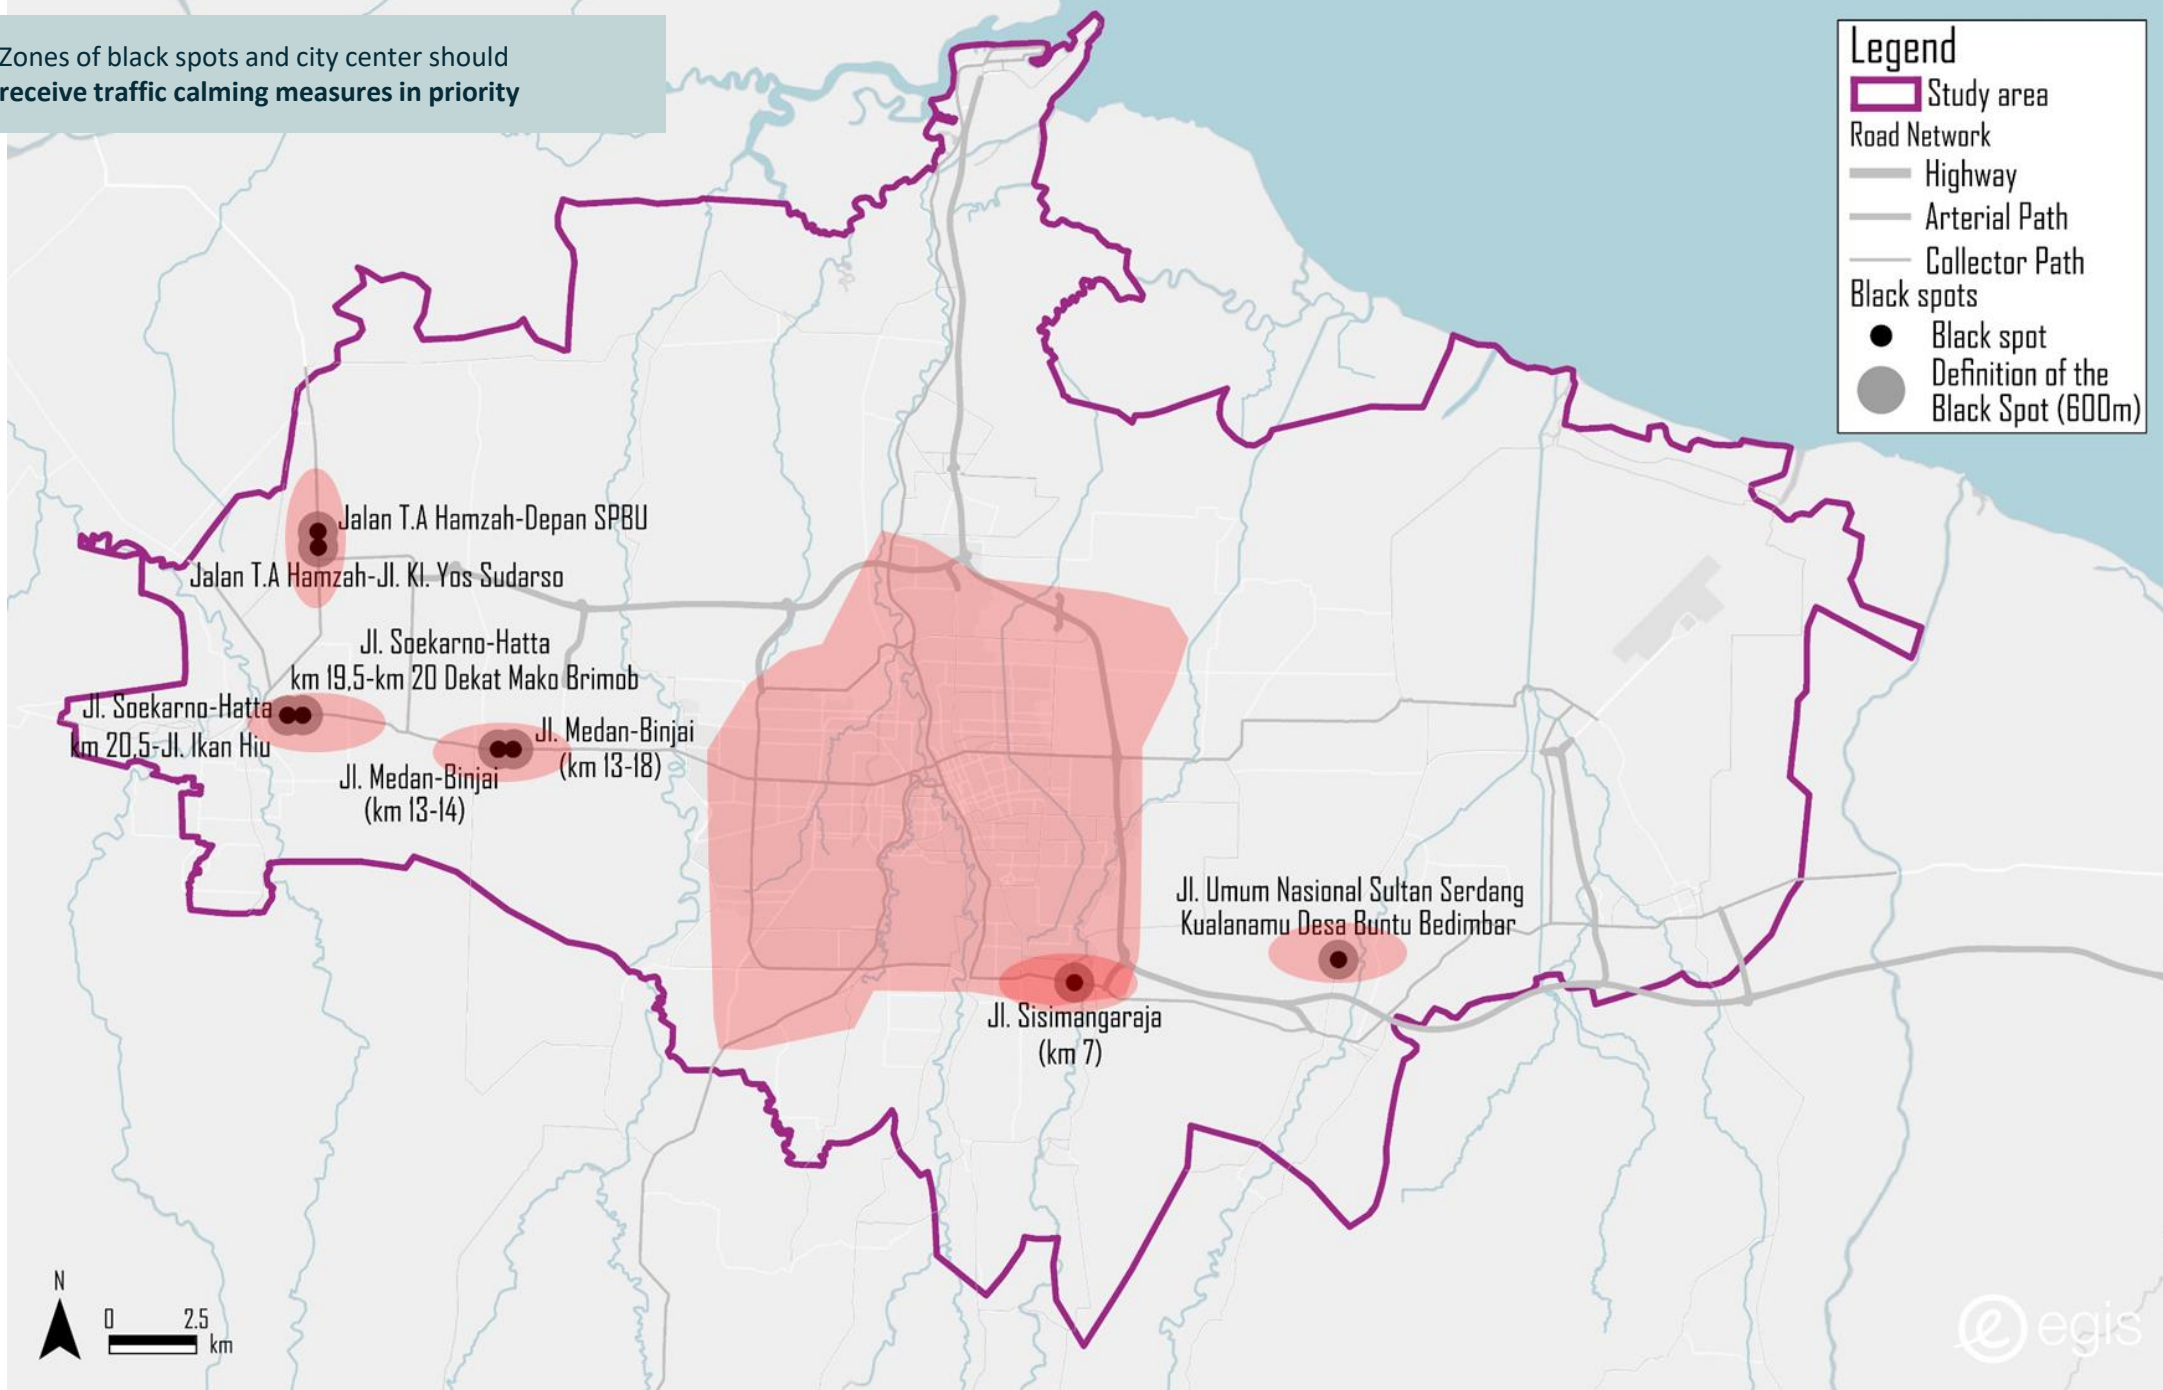 Zones of black spots and city center should
receive traffic calming measures in priority
Legend
Study area
Road Network
Highway
Arterial Path
Collector Path
Black spots
Black spot
Definition of the
Black Spot (600m)
Jalan T.A Hamzah-Depan SPBU
Jalan T.A Hamzah-Jl. Kl. Yos Sudarso
Jl. Soekarno-Hatta
km 19,5-km 20 Dekat Mako Brimob
Jl. Soekarno-Hatta
km 20,5-Jl. Ikan Hiu
Jl. Medan-Binjai
(km 13-18)
Jl. Medan-Binjai
(km 13-14)
Jl. Umum Nasional Sultan Serdang
Kualanamu Desa Buntu Bedimbar
Jl. Sisimangaraja
(km 7)
N
0 2.5
km
egis